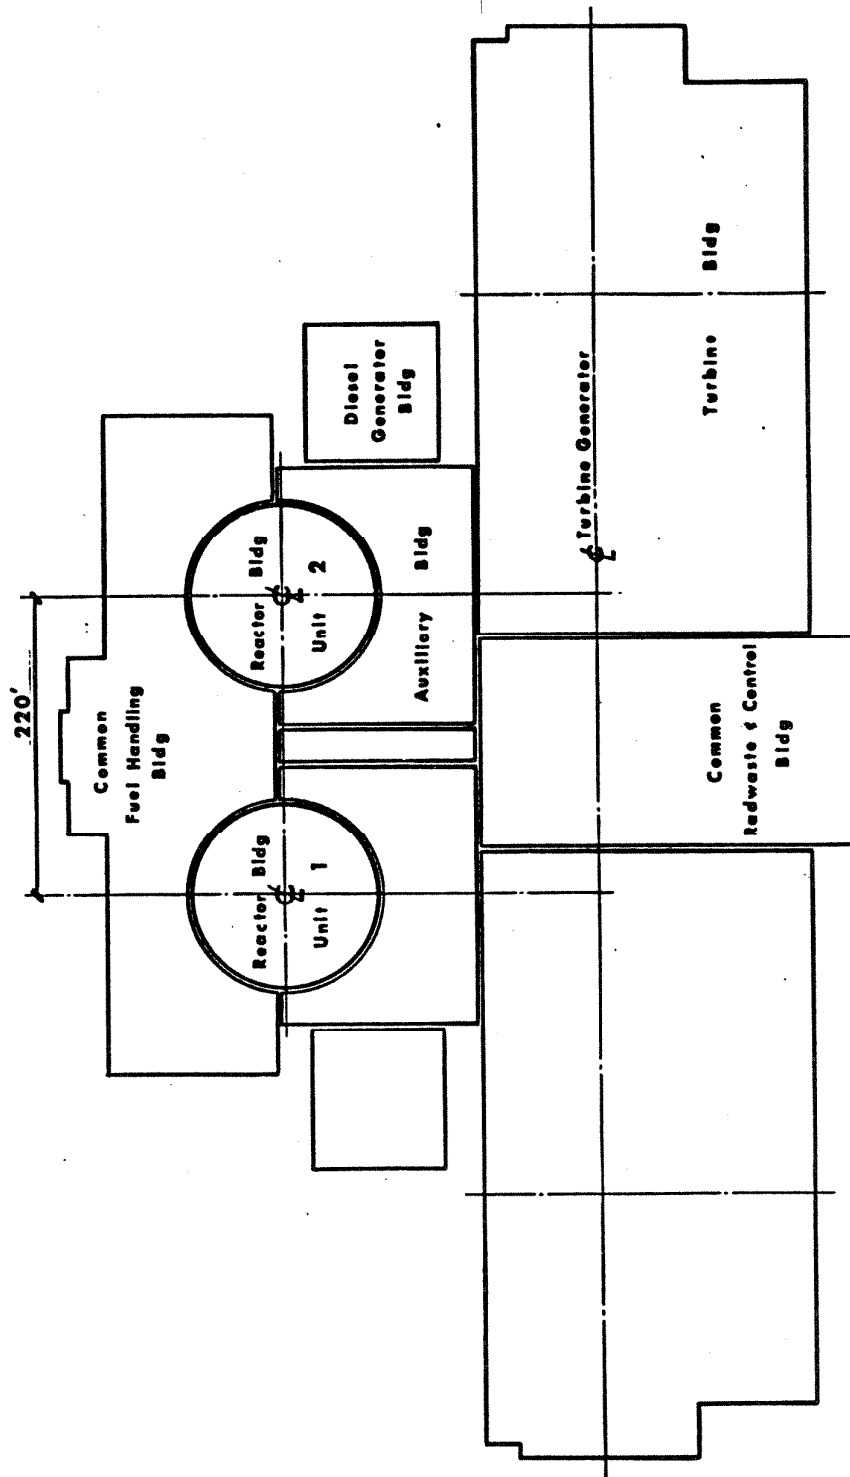 220'
Common
Fuel Handling
Bldg
Reactor Bldg
Unit 1
Reactor Bldg
Unit 2
Diesel
Generator
Bldg
Auxiliary Bldg
℄ Turbine Generator
Common
Radwaste & Control
Bldg
Turbine Bldg
℄
℄